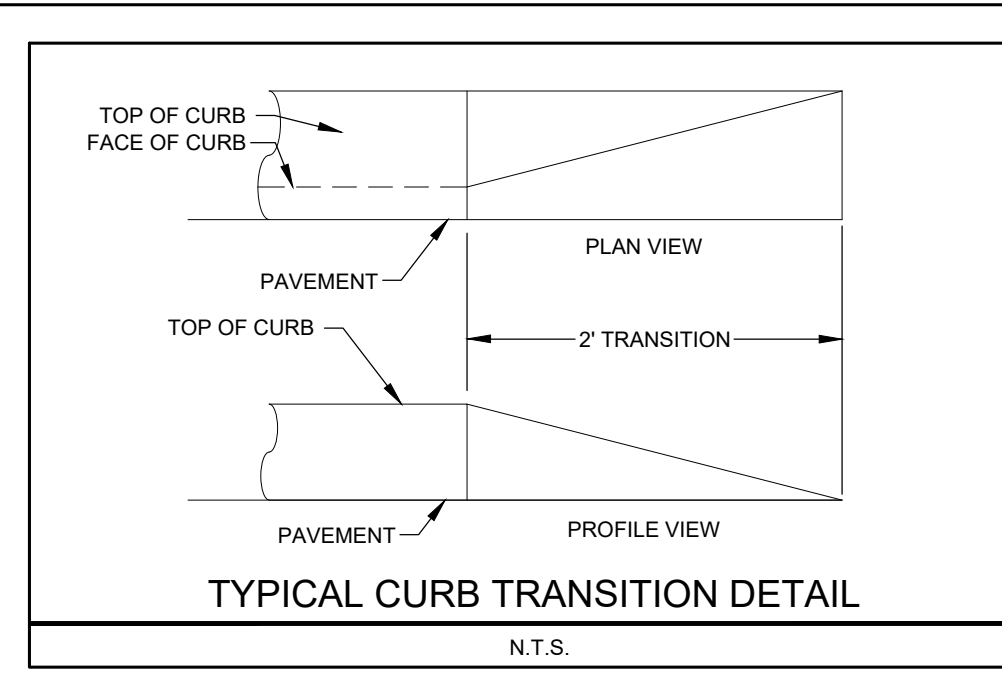 TOP OF CURB
FACE OF CURB
PLAN VIEW
PAVEMENT
TOP OF CURB
2' TRANSITION
PAVEMENT
PROFILE VIEW
TYPICAL CURB TRANSITION DETAIL
N.T.S.